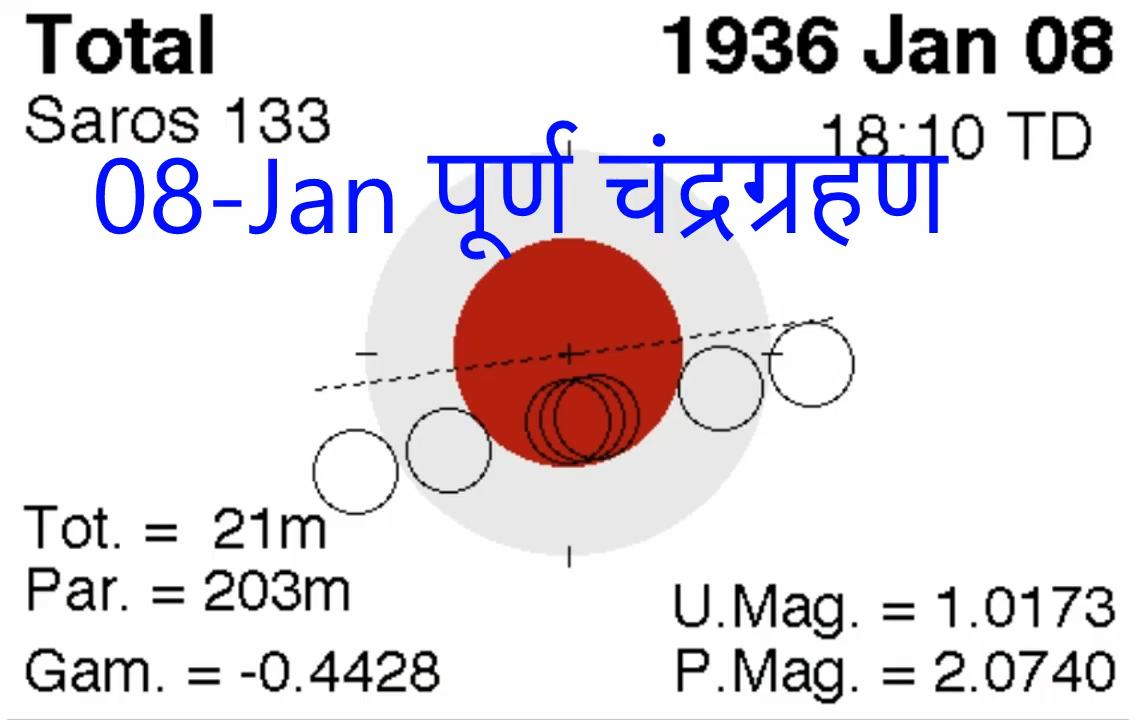 Total
1936 Jan 08
Saros 133
18:10 TD
08-Jan पूर्ण चंद्रग्रहण
Tot. = 21m
Par. = 203m
Gam. = -0.4428
U.Mag. = 1.0173
P.Mag. = 2.0740